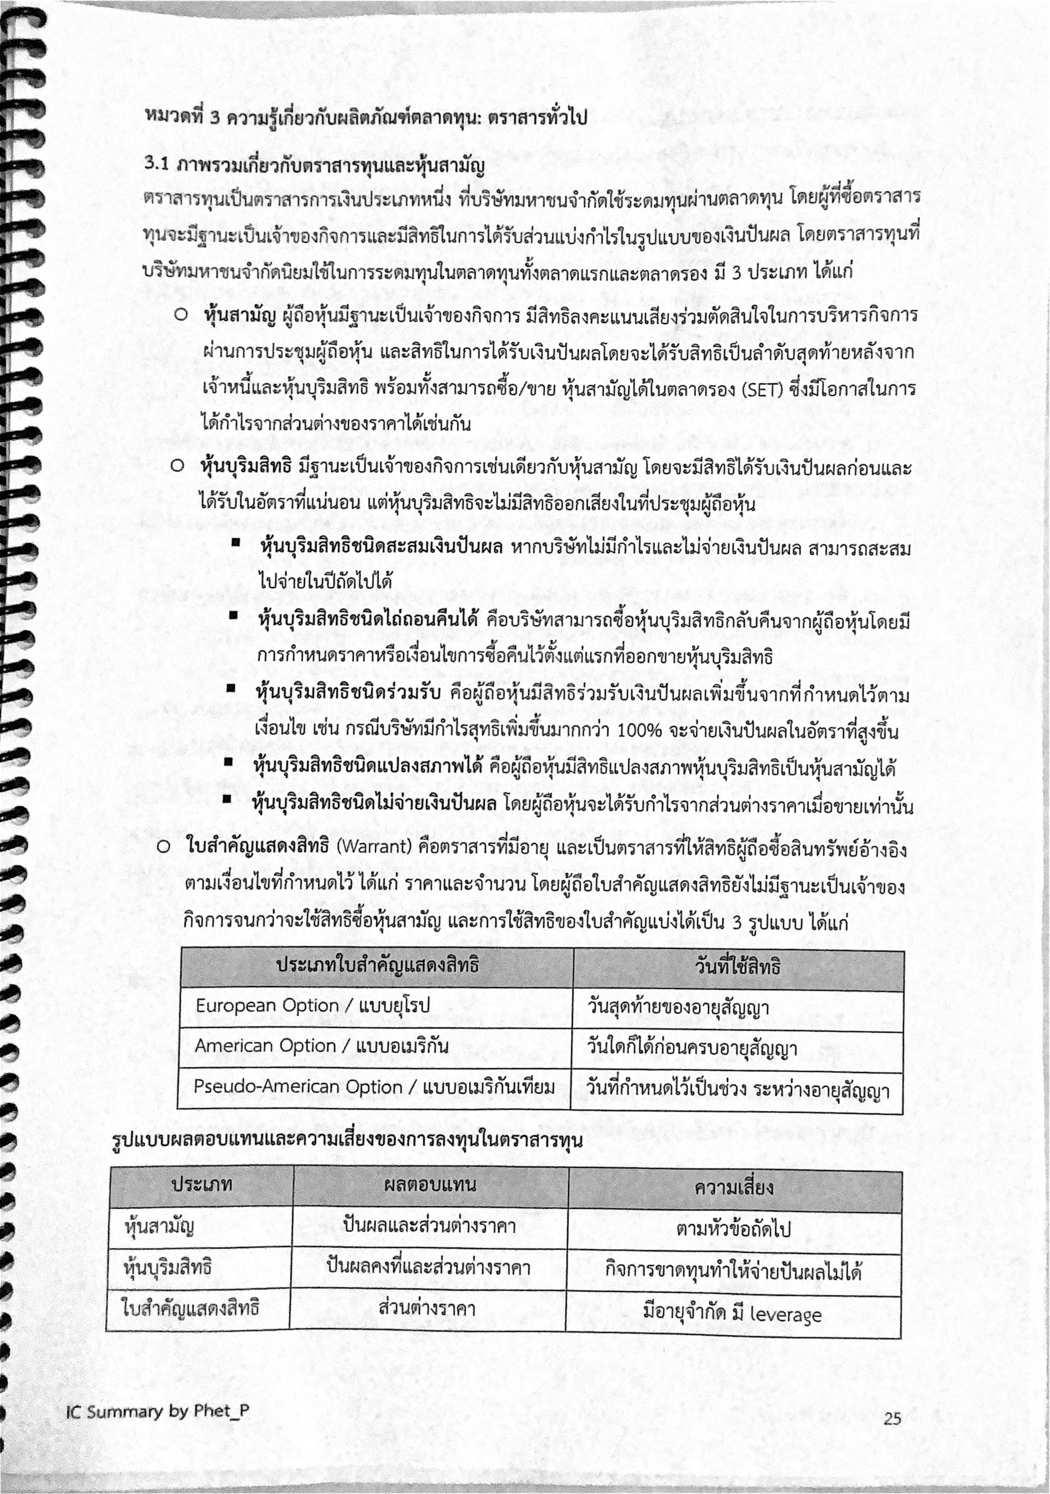 หมวดที่ 3 ความรู้เกี่ยวกับผลิตภัณฑ์ตลาดทุน: ตราสารทั่วไป
3.1 ภาพรวมเกี่ยวกับตราสารทุนและหุ้นสามัญ
ตราสารทุนเป็นตราสารการเงินประเภทหนึ่ง ที่บริษัทมหาชนจำกัดใช้ระดมทุนผ่านตลาดทุน โดยผู้ที่ซื้อตราสาร
ทุนจะมีฐานะเป็นเจ้าของกิจการและมีสิทธิในการได้รับส่วนแบ่งกำไรในรูปแบบของเงินปันผล โดยตราสารทุนที่
บริษัทมหาชนจำกัดนิยมใช้ในการระดมทุนในตลาดทุนทั้งตลาดแรกและตลาดรอง มี 3 ประเภท ได้แก่
○ หุ้นสามัญ ผู้ถือหุ้นมีฐานะเป็นเจ้าของกิจการ มีสิทธิลงคะแนนเสียงร่วมตัดสินใจในการบริหารกิจการ
ผ่านการประชุมผู้ถือหุ้น และสิทธิในการได้รับเงินปันผลโดยจะได้รับสิทธิเป็นลำดับสุดท้ายหลังจาก
เจ้าหนี้และหุ้นบุริมสิทธิ พร้อมทั้งสามารถซื้อ/ขาย หุ้นสามัญได้ในตลาดรอง (SET) ซึ่งมีโอกาสในการ
ได้กำไรจากส่วนต่างของราคาได้เช่นกัน
○ หุ้นบุริมสิทธิ มีฐานะเป็นเจ้าของกิจการเช่นเดียวกับหุ้นสามัญ โดยจะมีสิทธิได้รับเงินปันผลก่อนและ
ได้รับในอัตราที่แน่นอน แต่หุ้นบุริมสิทธิจะไม่มีสิทธิออกเสียงในที่ประชุมผู้ถือหุ้น
▪ หุ้นบุริมสิทธิชนิดสะสมเงินปันผล หากบริษัทไม่มีกำไรและไม่จ่ายเงินปันผล สามารถสะสม
ไปจ่ายในปีถัดไปได้
▪ หุ้นบุริมสิทธิชนิดไถ่ถอนคืนได้ คือบริษัทสามารถซื้อหุ้นบุริมสิทธิกลับคืนจากผู้ถือหุ้นโดยมี
การกำหนดราคาหรือเงื่อนไขการซื้อคืนไว้ตั้งแต่แรกที่ออกขายหุ้นบุริมสิทธิ
▪ หุ้นบุริมสิทธิชนิดร่วมรับ คือผู้ถือหุ้นมีสิทธิร่วมรับเงินปันผลเพิ่มขึ้นจากที่กำหนดไว้ตาม
เงื่อนไข เช่น กรณีบริษัทมีกำไรสุทธิเพิ่มขึ้นมากกว่า 100% จะจ่ายเงินปันผลในอัตราที่สูงขึ้น
▪ หุ้นบุริมสิทธิชนิดแปลงสภาพได้ คือผู้ถือหุ้นมีสิทธิแปลงสภาพหุ้นบุริมสิทธิเป็นหุ้นสามัญได้
▪ หุ้นบุริมสิทธิชนิดไม่จ่ายเงินปันผล โดยผู้ถือหุ้นจะได้รับกำไรจากส่วนต่างราคาเมื่อขายเท่านั้น
○ ใบสำคัญแสดงสิทธิ (Warrant) คือตราสารที่มีอายุ และเป็นตราสารที่ให้สิทธิผู้ถือซื้อสินทรัพย์อ้างอิง
ตามเงื่อนไขที่กำหนดไว้ ได้แก่ ราคาและจำนวน โดยผู้ถือใบสำคัญแสดงสิทธิยังไม่มีฐานะเป็นเจ้าของ
กิจการจนกว่าจะใช้สิทธิซื้อหุ้นสามัญ และการใช้สิทธิของใบสำคัญแบ่งได้เป็น 3 รูปแบบ ได้แก่
ประเภทใบสำคัญแสดงสิทธิ วันที่ใช้สิทธิ
European Option / แบบยุโรป วันสุดท้ายของอายุสัญญา
American Option / แบบอเมริกัน วันใดก็ได้ก่อนครบอายุสัญญา
Pseudo-American Option / แบบอเมริกันเทียม วันที่กำหนดไว้เป็นช่วง ระหว่างอายุสัญญา
รูปแบบผลตอบแทนและความเสี่ยงของการลงทุนในตราสารทุน
ประเภท ผลตอบแทน ความเสี่ยง
หุ้นสามัญ ปันผลและส่วนต่างราคา ตามหัวข้อถัดไป
หุ้นบุริมสิทธิ ปันผลคงที่และส่วนต่างราคา กิจการขาดทุนทำให้จ่ายปันผลไม่ได้
ใบสำคัญแสดงสิทธิ ส่วนต่างราคา มีอายุจำกัด มี leverage
IC Summary by Phet_P
25